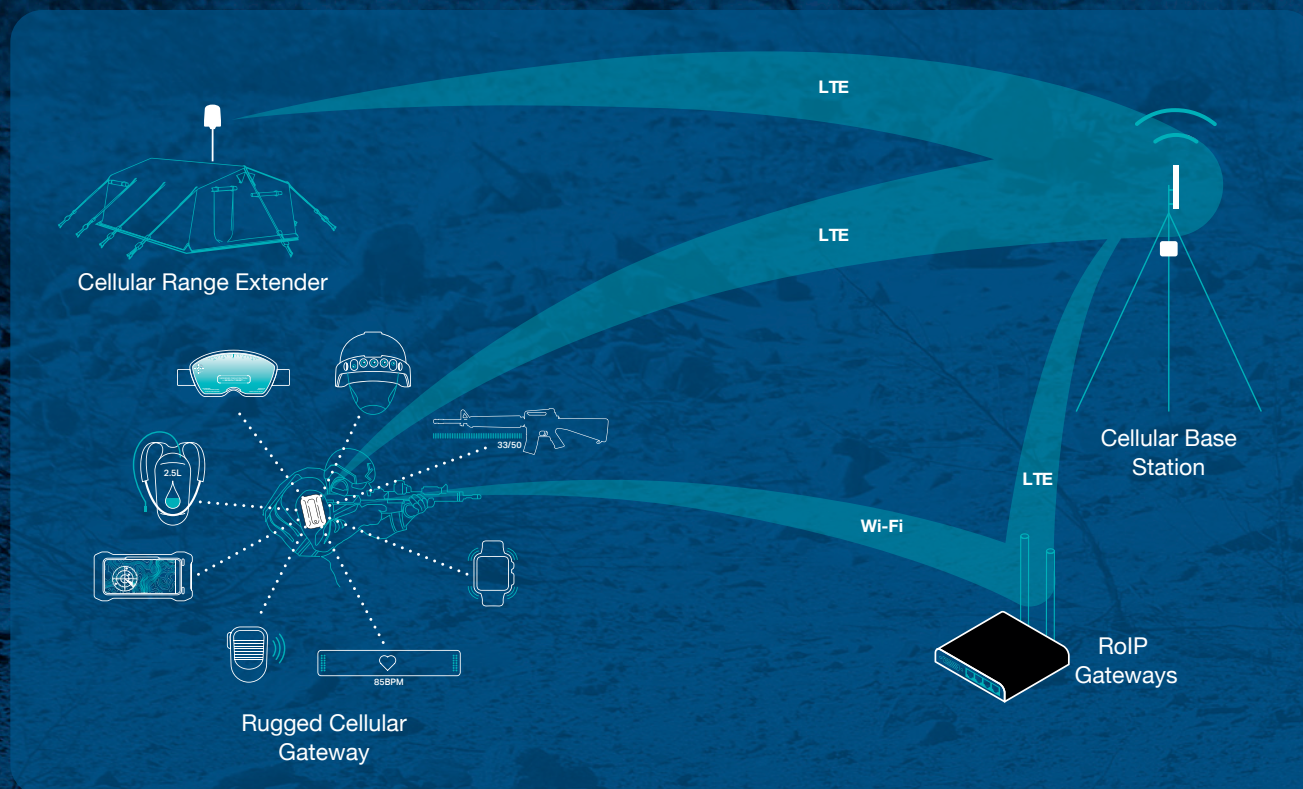 LTE
Cellular Range Extender
LTE
33/50
2.5L
Cellular Base
Station
LTE
Wi-Fi
85BPM
RoIP
Gateways
Rugged Cellular
Gateway